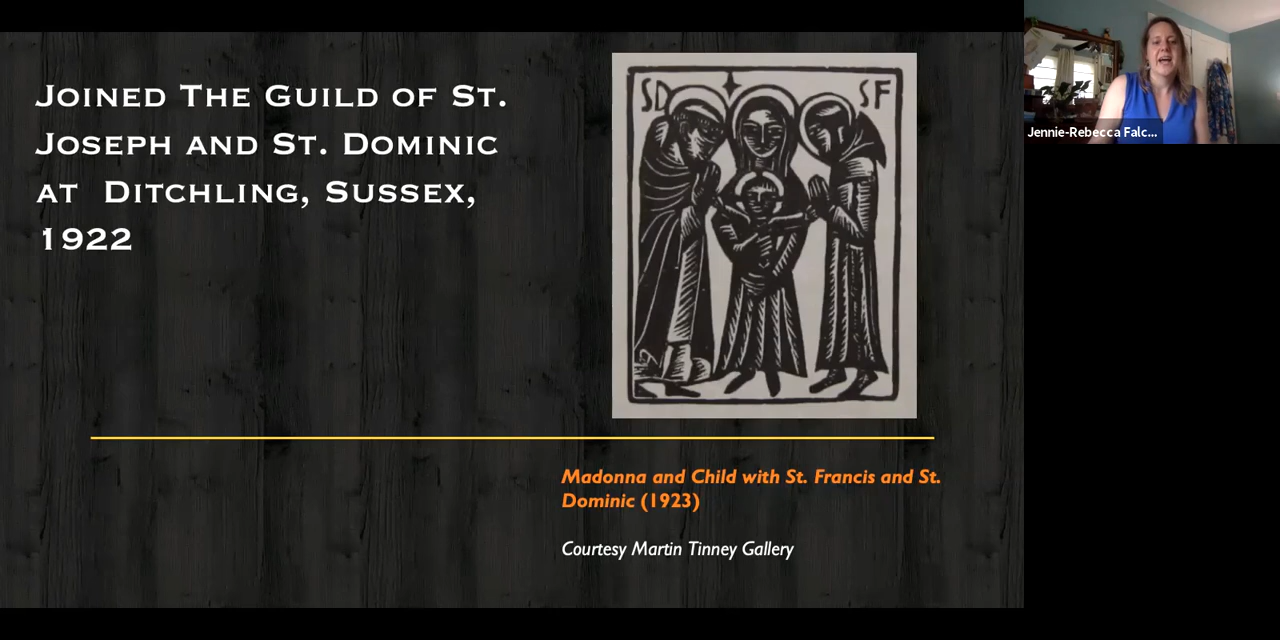 Joined The Guild of St.
Joseph and St. Dominic
at Ditchling, Sussex,
1922
SD
SF
Madonna and Child with St. Francis and St.
Dominic (1923)
Courtesy Martin Tinney Gallery
Jennie-Rebecca Falc...